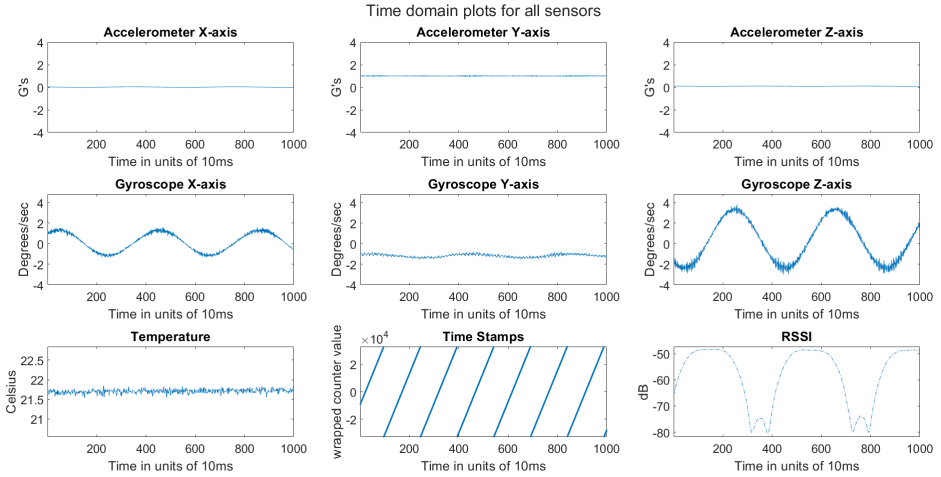 Time domain plots for all sensors
Accelerometer X-axis
Accelerometer Y-axis
Accelerometer Z-axis
G's
4
2
0
-2
-4
200 400 600 800 1000
Time in units of 10ms
G's
4
2
0
-2
-4
200 400 600 800 1000
Time in units of 10ms
G's
4
2
0
-2
-4
200 400 600 800 1000
Time in units of 10ms
Gyroscope X-axis
Gyroscope Y-axis
Gyroscope Z-axis
Degrees/sec
4
2
0
-2
-4
200 400 600 800 1000
Time in units of 10ms
Degrees/sec
4
2
0
-2
-4
200 400 600 800 1000
Time in units of 10ms
Degrees/sec
4
2
0
-2
-4
200 400 600 800 1000
Time in units of 10ms
Temperature
Time Stamps
RSSI
Celsius
22.5
22
21.5
21
200 400 600 800 1000
Time in units of 10ms
wrapped counter value
×10⁴
2
0
-2
200 400 600 800 1000
Time in units of 10ms
dB
-50
-60
-70
-80
200 400 600 800 1000
Time in units of 10ms